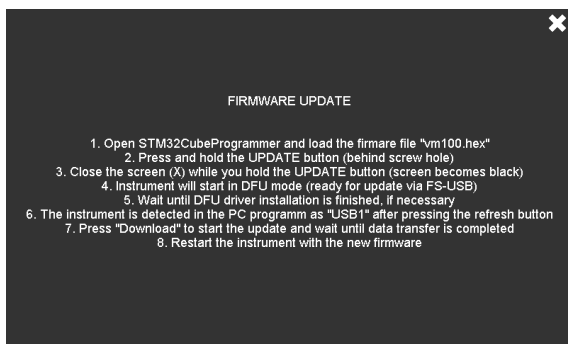 FIRMWARE UPDATE
1. Open STM32CubeProgrammer and load the firmare file "vm100.hex"
2. Press and hold the UPDATE button (behind screw hole)
3. Close the screen (X) while you hold the UPDATE button (screen becomes black)
4. Instrument will start in DFU mode (ready for update via FS-USB)
5. Wait until DFU driver installation is finished, if necessary
6. The instrument is detected in the PC programm as "USB1" after pressing the refresh button
7. Press "Download" to start the update and wait until data transfer is completed
8. Restart the instrument with the new firmware